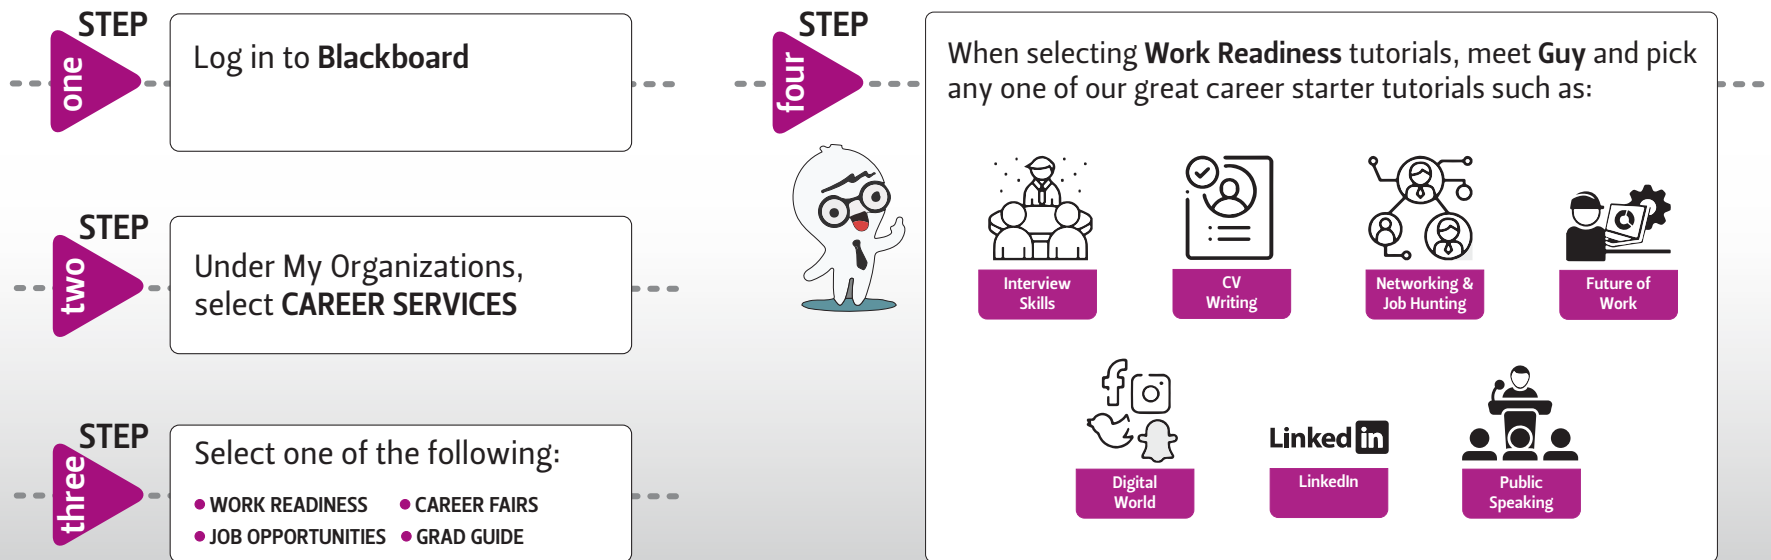 STEP
one
Log in to Blackboard
STEP
two
Under My Organizations,
select CAREER SERVICES
STEP
three
Select one of the following:
• WORK READINESS • CAREER FAIRS
• JOB OPPORTUNITIES • GRAD GUIDE
STEP
four
When selecting Work Readiness tutorials, meet Guy and pick
any one of our great career starter tutorials such as:
Interview
Skills
CV
Writing
Networking &
Job Hunting
Future of
Work
Digital
World
Linked in
LinkedIn
Public
Speaking